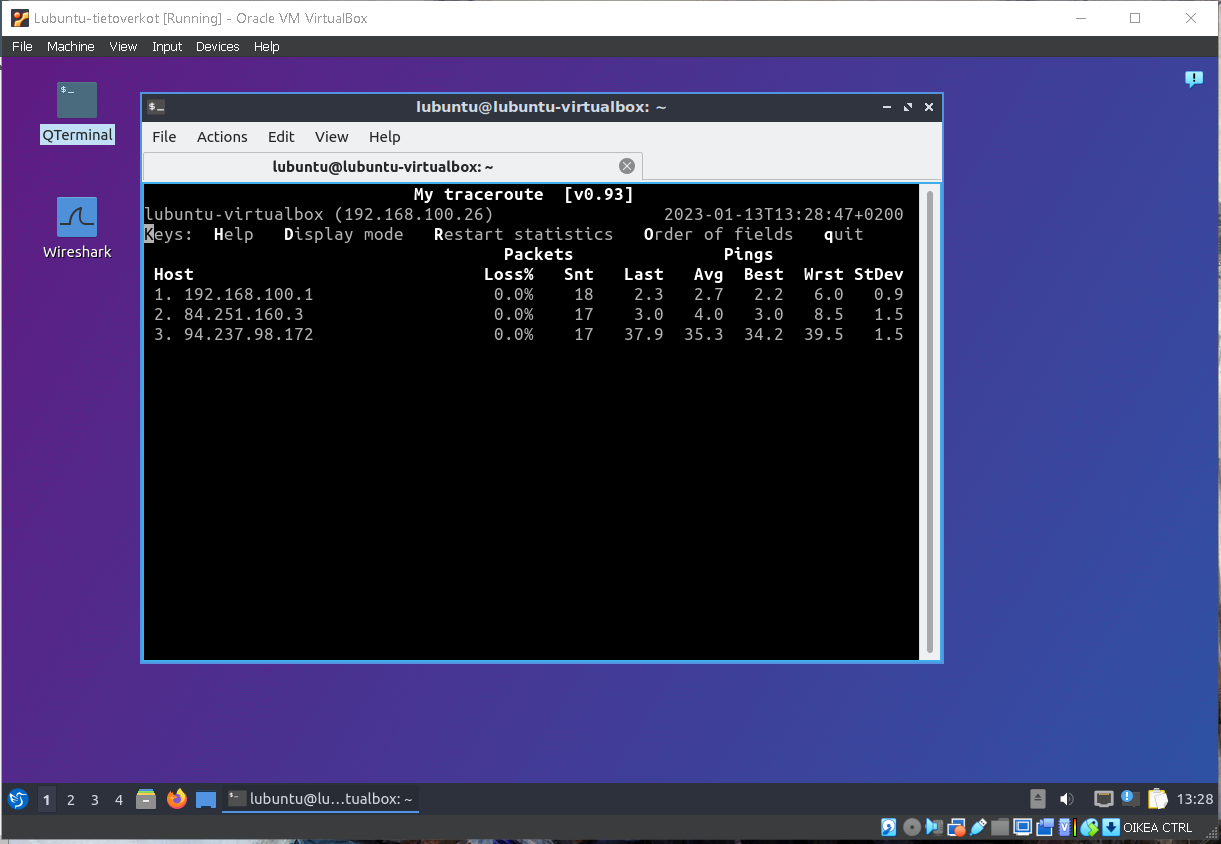 Lubuntu-tietoverkot [Running] - Oracle VM VirtualBox
File Machine View Input Devices Help
$_
QTerminal
Wireshark
lubuntu@lubuntu-virtualbox: ~
File Actions Edit View Help
lubuntu@lubuntu-virtualbox: ~
My traceroute [v0.93]
lubuntu-virtualbox (192.168.100.26) 2023-01-13T13:28:47+0200
Keys: Help Display mode Restart statistics Order of fields quit
Packets Pings
Host Loss% Snt Last Avg Best Wrst StDev
1. 192.168.100.1 0.0% 18 2.3 2.7 2.2 6.0 0.9
2. 84.251.160.3 0.0% 17 3.0 4.0 3.0 8.5 1.5
3. 94.237.98.172 0.0% 17 37.9 35.3 34.2 39.5 1.5
1 2 3 4 lubuntu@lu...tualbox: ~ 13:28
OIKEA CTRL